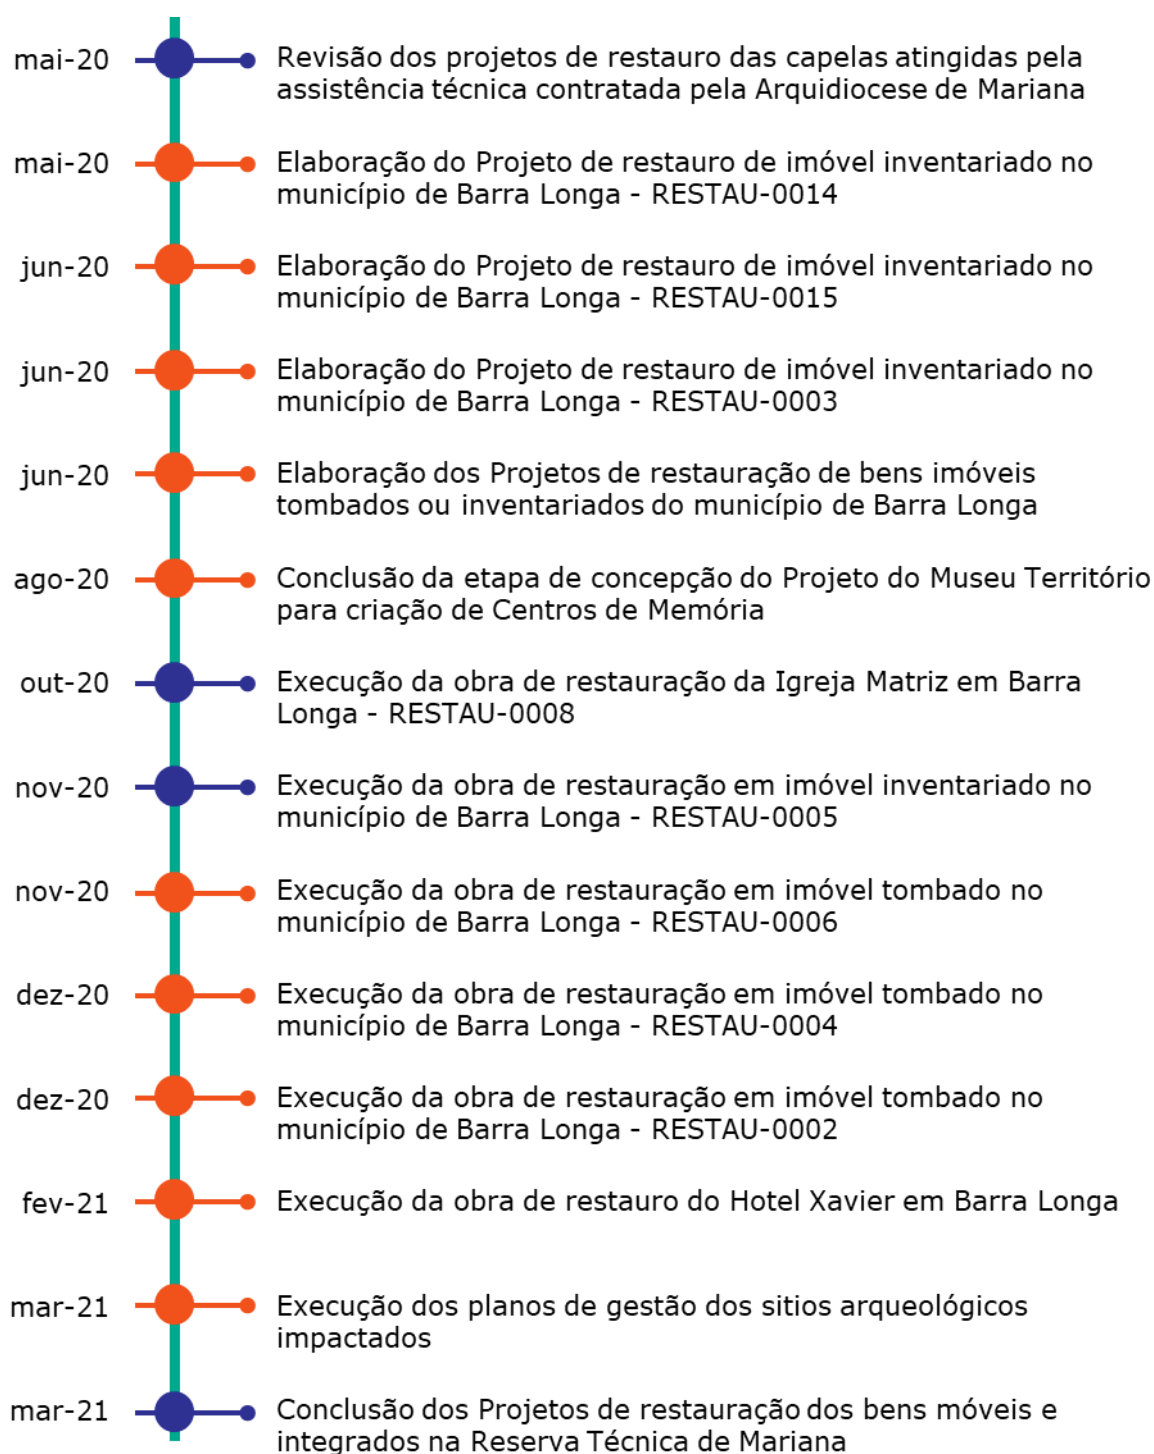 mai-20
Revisão dos projetos de restauro das capelas atingidas pela
assistência técnica contratada pela Arquidiocese de Mariana
mai-20
Elaboração do Projeto de restauro de imóvel inventariado no
município de Barra Longa - RESTAU-0014
jun-20
Elaboração do Projeto de restauro de imóvel inventariado no
município de Barra Longa - RESTAU-0015
jun-20
Elaboração do Projeto de restauro de imóvel inventariado no
município de Barra Longa - RESTAU-0003
jun-20
Elaboração dos Projetos de restauração de bens imóveis
tombados ou inventariados do município de Barra Longa
ago-20
Conclusão da etapa de concepção do Projeto do Museu Território
para criação de Centros de Memória
out-20
Execução da obra de restauração da Igreja Matriz em Barra
Longa - RESTAU-0008
nov-20
Execução da obra de restauração em imóvel inventariado no
município de Barra Longa - RESTAU-0005
nov-20
Execução da obra de restauração em imóvel tombado no
município de Barra Longa - RESTAU-0006
dez-20
Execução da obra de restauração em imóvel tombado no
município de Barra Longa - RESTAU-0004
dez-20
Execução da obra de restauração em imóvel tombado no
município de Barra Longa - RESTAU-0002
fev-21
Execução da obra de restauro do Hotel Xavier em Barra Longa
mar-21
Execução dos planos de gestão dos sitios arqueológicos
impactados
mar-21
Conclusão dos Projetos de restauração dos bens móveis e
integrados na Reserva Técnica de Mariana